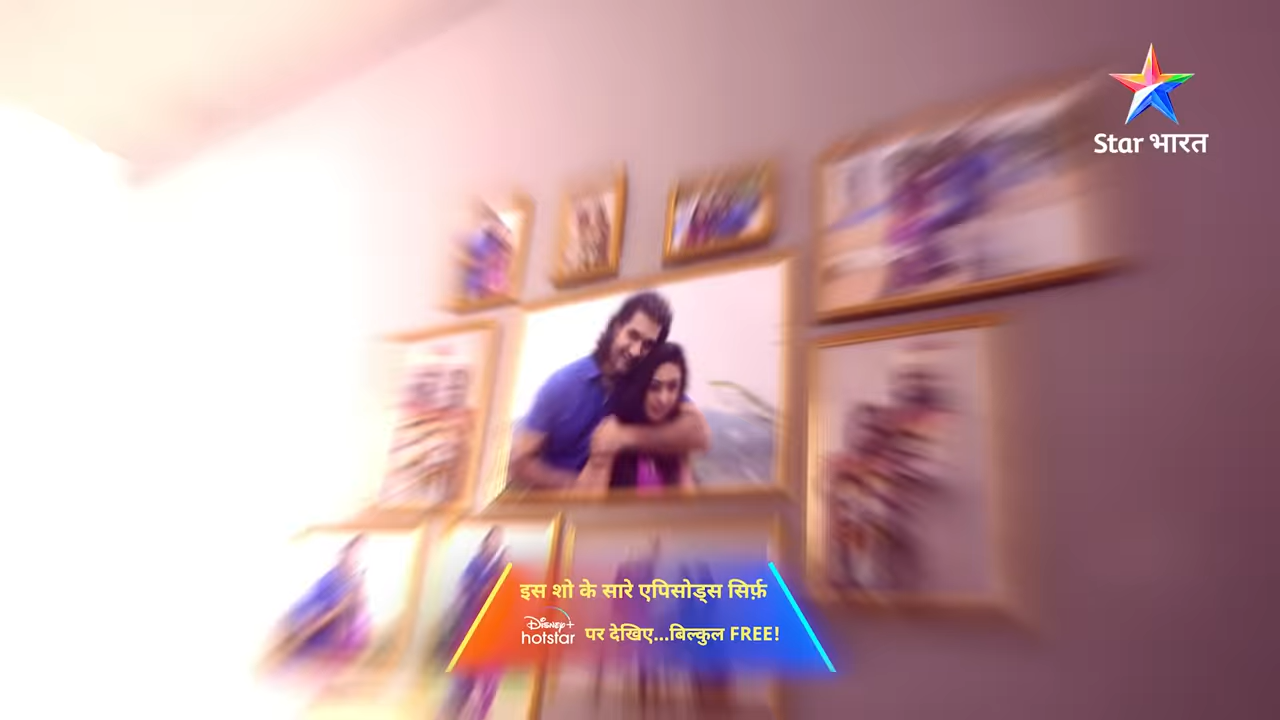 Star भारत
इस शो के सारे एपिसोड्स सिर्फ़
Disney+ hotstar पर देखिए...बिल्कुल FREE!